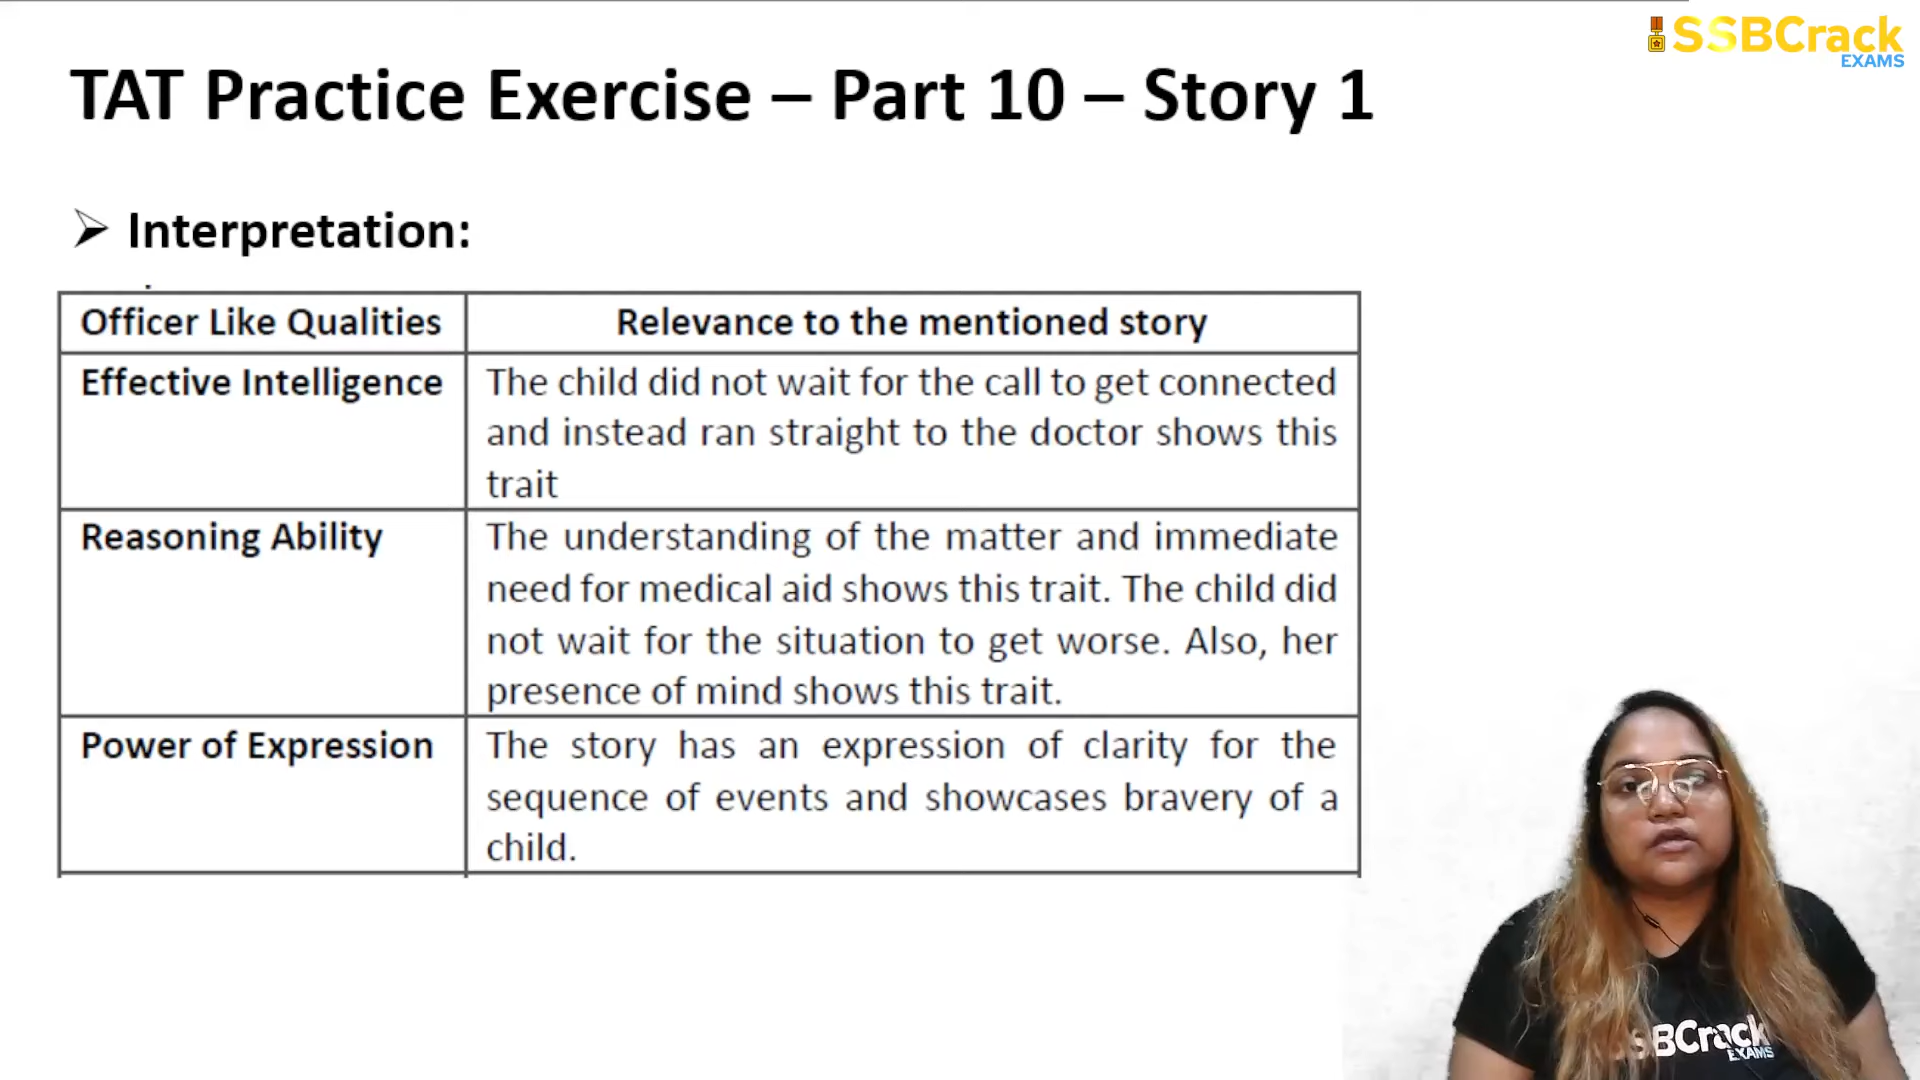 SSBCrack
EXAMS
TAT Practice Exercise – Part 10 – Story 1
Interpretation:
Officer Like Qualities
Relevance to the mentioned story
Effective Intelligence
The child did not wait for the call to get connected
and instead ran straight to the doctor shows this
trait
Reasoning Ability
The understanding of the matter and immediate
need for medical aid shows this trait. The child did
not wait for the situation to get worse. Also, her
presence of mind shows this trait.
Power of Expression
The story has an expression of clarity for the
sequence of events and showcases bravery of a
child.
SSBCrack
EXAMS